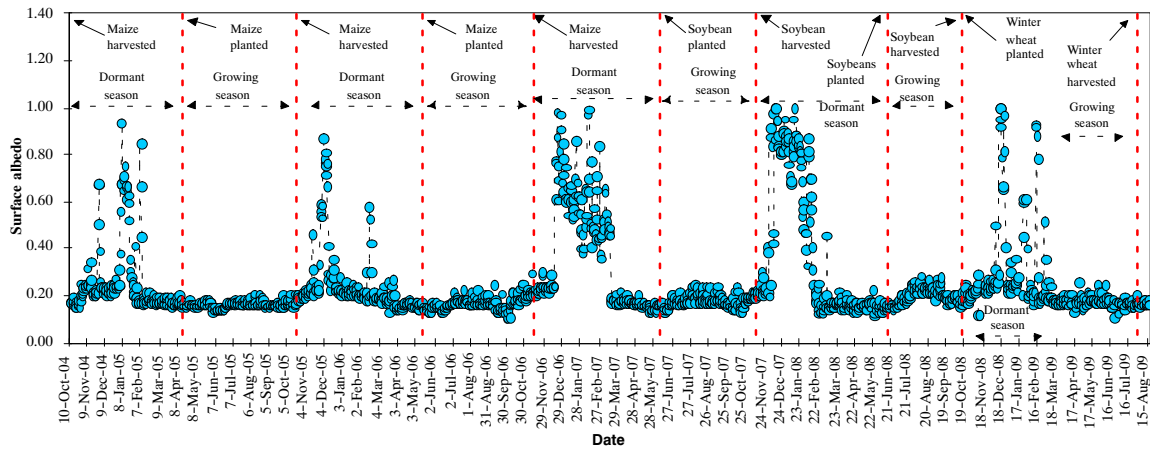 1.40
1.20
1.00
0.80
0.60
0.40
0.20
0.00
Surface albedo
Maize
harvested
Maize
planted
Maize
harvested
Maize
planted
Maize
harvested
Soybean
planted
Soybean
harvested
Soybeans
planted
Soybean
harvested
Winter
wheat
planted
Winter
wheat
harvested
Dormant
season
Growing
season
Dormant
season
Growing
season
Dormant
season
Growing
season
Dormant
season
Growing
season
Dormant
season
Growing
season
10-Oct-04
9-Nov-04
9-Dec-04
8-Jan-05
7-Feb-05
9-Mar-05
8-Apr-05
8-May-05
7-Jun-05
7-Jul-05
6-Aug-05
5-Sep-05
5-Oct-05
4-Nov-05
4-Dec-05
3-Jan-06
2-Feb-06
4-Mar-06
3-Apr-06
3-May-06
2-Jun-06
2-Jul-06
1-Aug-06
31-Aug-06
30-Sep-06
30-Oct-06
29-Nov-06
29-Dec-06
28-Jan-07
27-Feb-07
29-Mar-07
28-Apr-07
28-May-07
27-Jun-07
27-Jul-07
26-Aug-07
25-Sep-07
25-Oct-07
24-Nov-07
24-Dec-07
23-Jan-08
22-Feb-08
23-Mar-08
22-Apr-08
22-May-08
21-Jun-08
21-Jul-08
20-Aug-08
19-Sep-08
19-Oct-08
18-Nov-08
18-Dec-08
17-Jan-09
16-Feb-09
18-Mar-09
17-Apr-09
17-May-09
16-Jun-09
16-Jul-09
15-Aug-09
Date